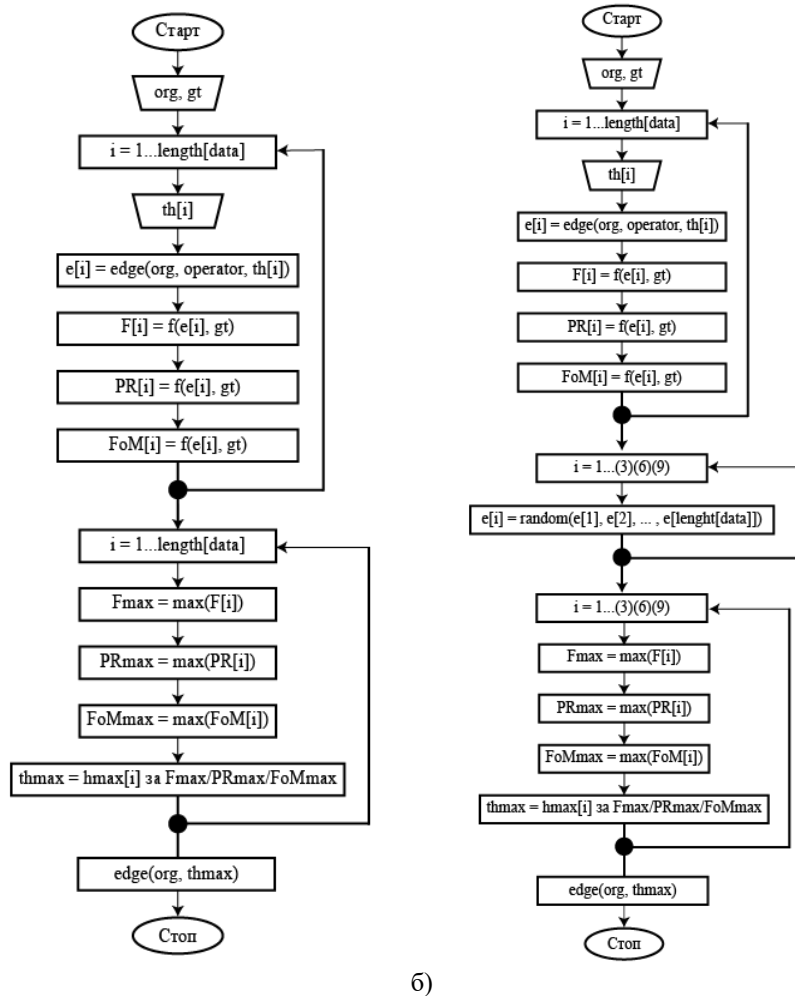 Старт
org, gt
i = 1...length[data]
th[i]
e[i] = edge(org, operator, th[i])
F[i] = f(e[i], gt)
PR[i] = f(e[i], gt)
FoM[i] = f(e[i], gt)
i = 1...length[data]
Fmax = max(F[i])
PRmax = max(PR[i])
FoMmax = max(FoM[i])
thmax = hmax[i] за Fmax/PRmax/FoMmax
edge(org, thmax)
Стоп
Старт
org, gt
i = 1...length[data]
th[i]
e[i] = edge(org, operator, th[i])
F[i] = f(e[i], gt)
PR[i] = f(e[i], gt)
FoM[i] = f(e[i], gt)
i = 1...(3)(6)(9)
e[i] = random(e[1], e[2], ... , e[lenght[data]])
i = 1...(3)(6)(9)
Fmax = max(F[i])
PRmax = max(PR[i])
FoMmax = max(FoM[i])
thmax = hmax[i] за Fmax/PRmax/FoMmax
edge(org, thmax)
Стоп
б)